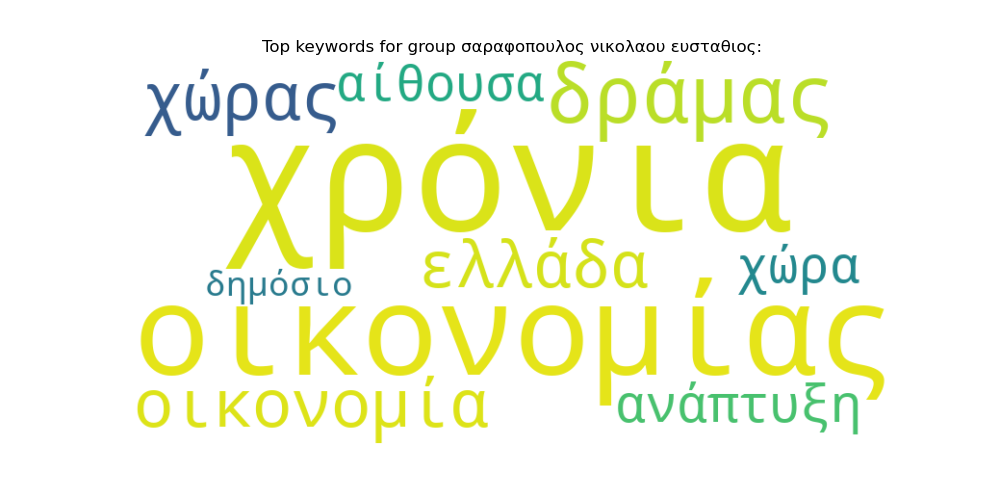 Top keywords for group σαραφοπουλος νικολαου ευσταθιος:
χώρας αίθουσα δράμας
χρόνια
δημόσιο ελλάδα χώρα
οικονομίας
οικονομία ανάπτυξη